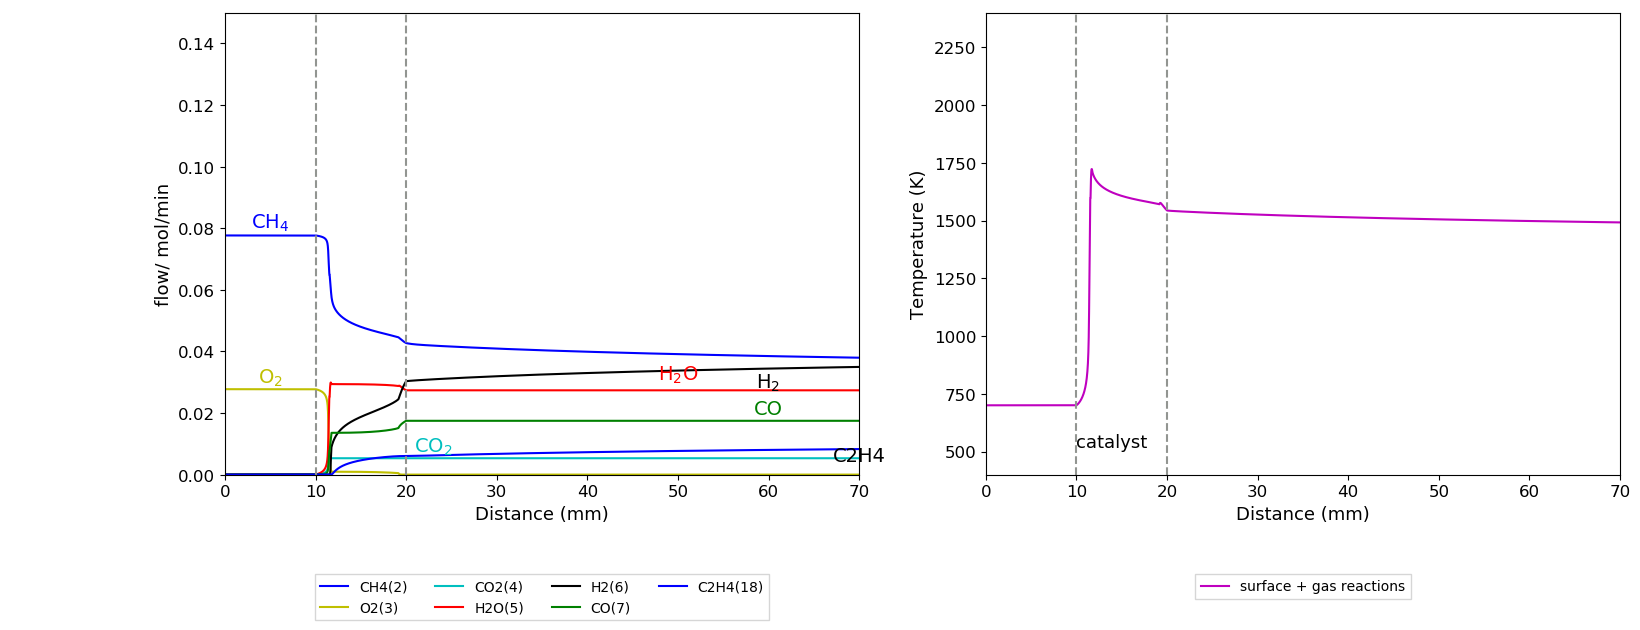 0.14
0.12
0.10
0.08
0.06
0.04
0.02
0.00
flow/ mol/min
CH4
O2
H2O
H2
CO
CO2
C2H4
0 10 20 30 40 50 60 70
Distance (mm)
CH4(2) CO2(4) H2(6) C2H4(18)
O2(3) H2O(5) CO(7)
2250
2000
1750
1500
1250
1000
750
500
Temperature (K)
catalyst
0 10 20 30 40 50 60 70
Distance (mm)
surface + gas reactions